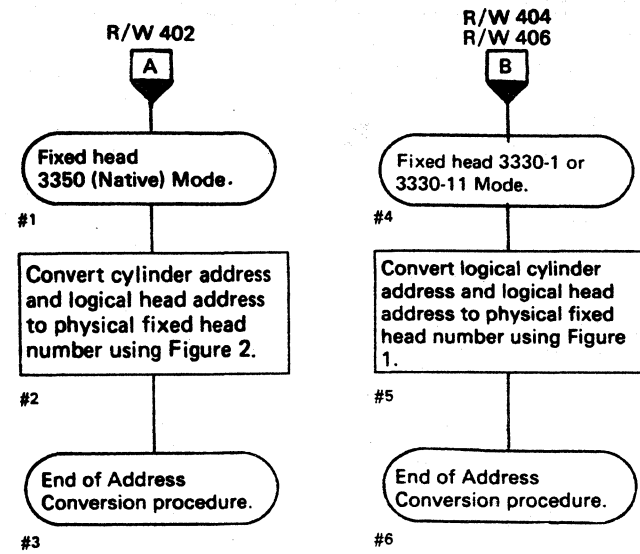 R/W 402
A
Fixed head
3350 (Native) Mode.
#1
Convert cylinder address
and logical head address
to physical fixed head
number using Figure 2.
#2
End of Address
Conversion procedure.
#3
R/W 404
R/W 406
B
Fixed head 3330-1 or
3330-11 Mode.
#4
Convert logical cylinder
address and logical head
address to physical fixed
head number using Figure
1.
#5
End of Address
Conversion procedure.
#6